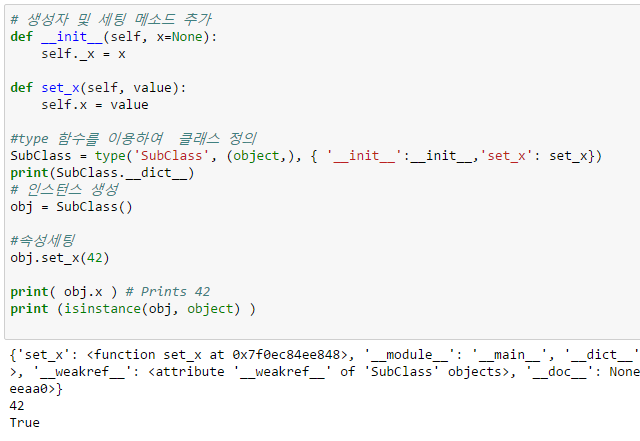 # 생성자 및 세팅 메소드 추가
def __init__(self, x=None):
    self._x = x
def set_x(self, value):
    self.x = value
#type 함수를 이용하여  클래스 정의
SubClass = type('SubClass', (object,), { '__init__':__init__,'set_x': set_x})
print(SubClass.__dict__)
# 인스턴스 생성
obj = SubClass()
#속성세팅
obj.set_x(42)
print( obj.x ) # Prints 42
print (isinstance(obj, object) )
{'set_x': <function set_x at 0x7f0ec84ee848>, '__module__': '__main__', '__dict__'
>, '__weakref__': <attribute '__weakref__' of 'SubClass' objects>, '__doc__': None
eeaa0>}
42
True